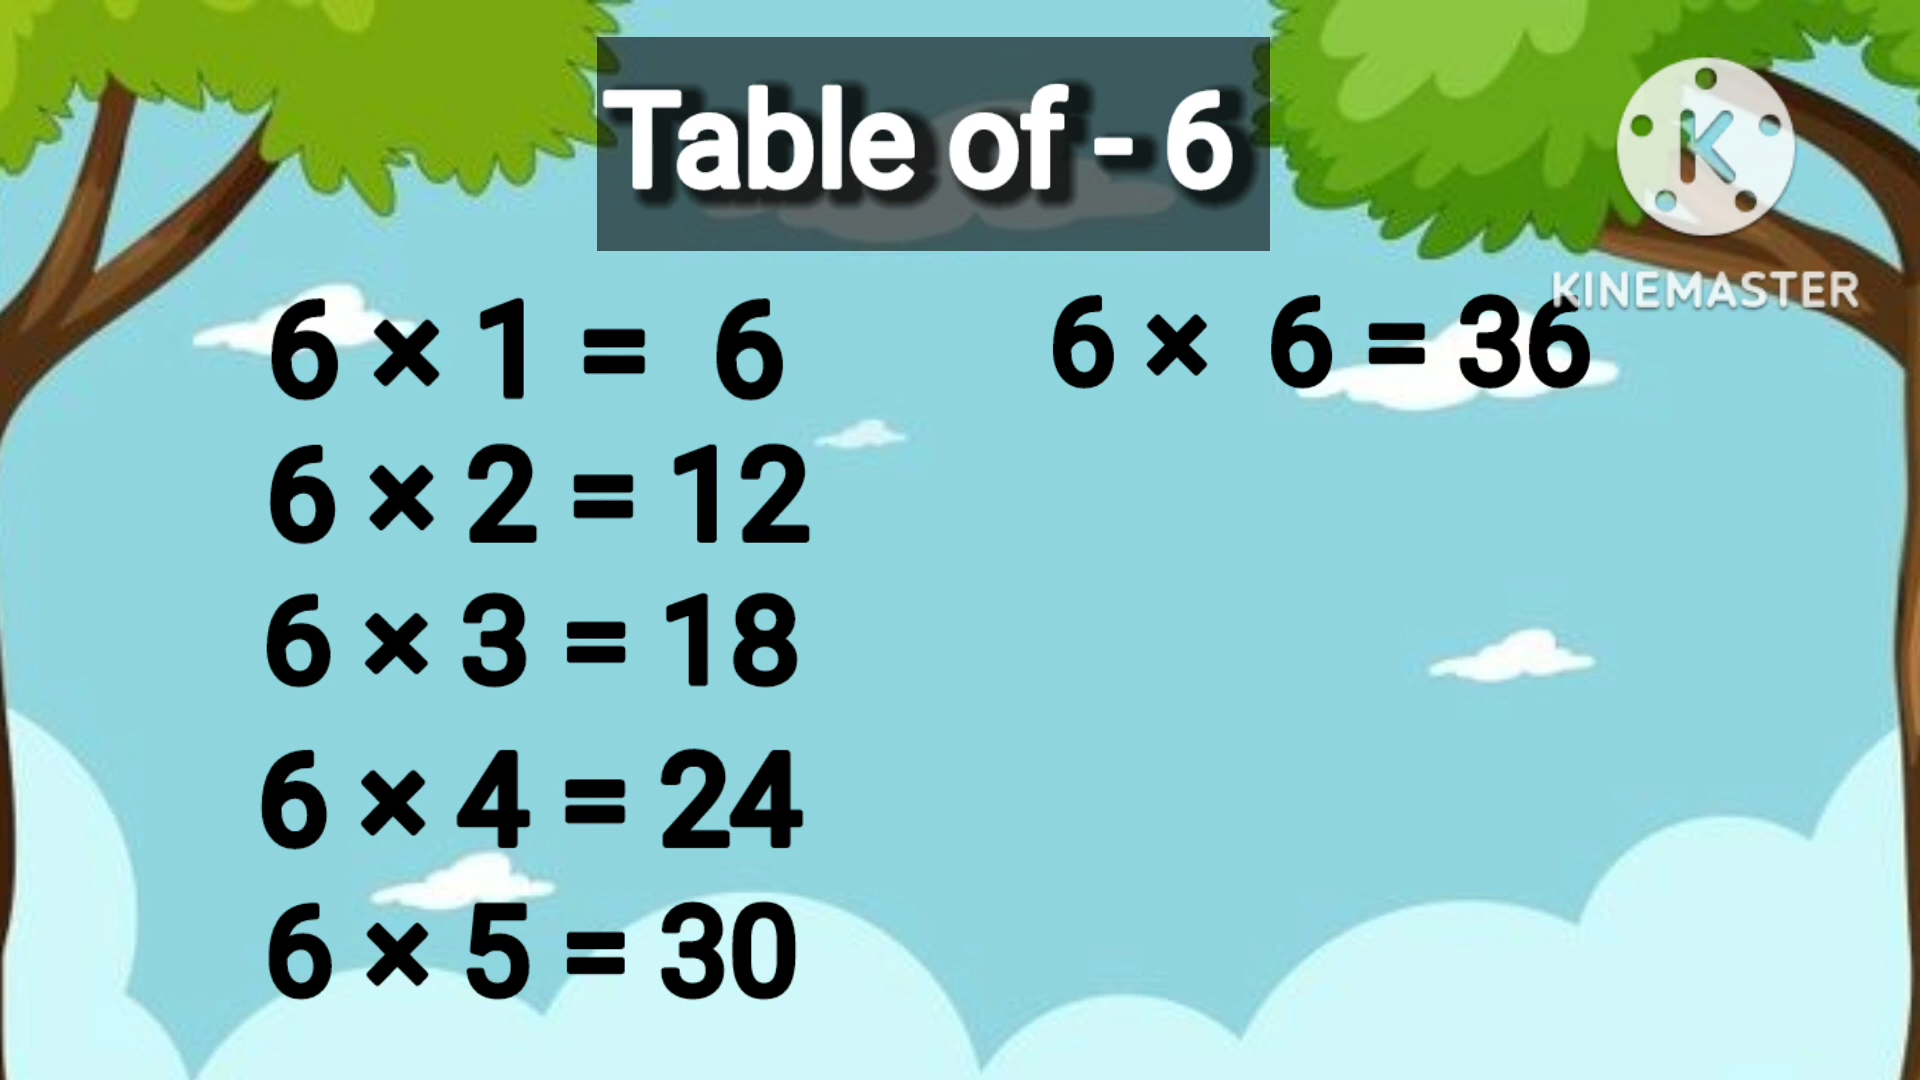 Table of - 6
KINEMASTER
6 × 1 = 6
6 × 2 = 12
6 × 3 = 18
6 × 4 = 24
6 × 5 = 30
6 × 6 = 36